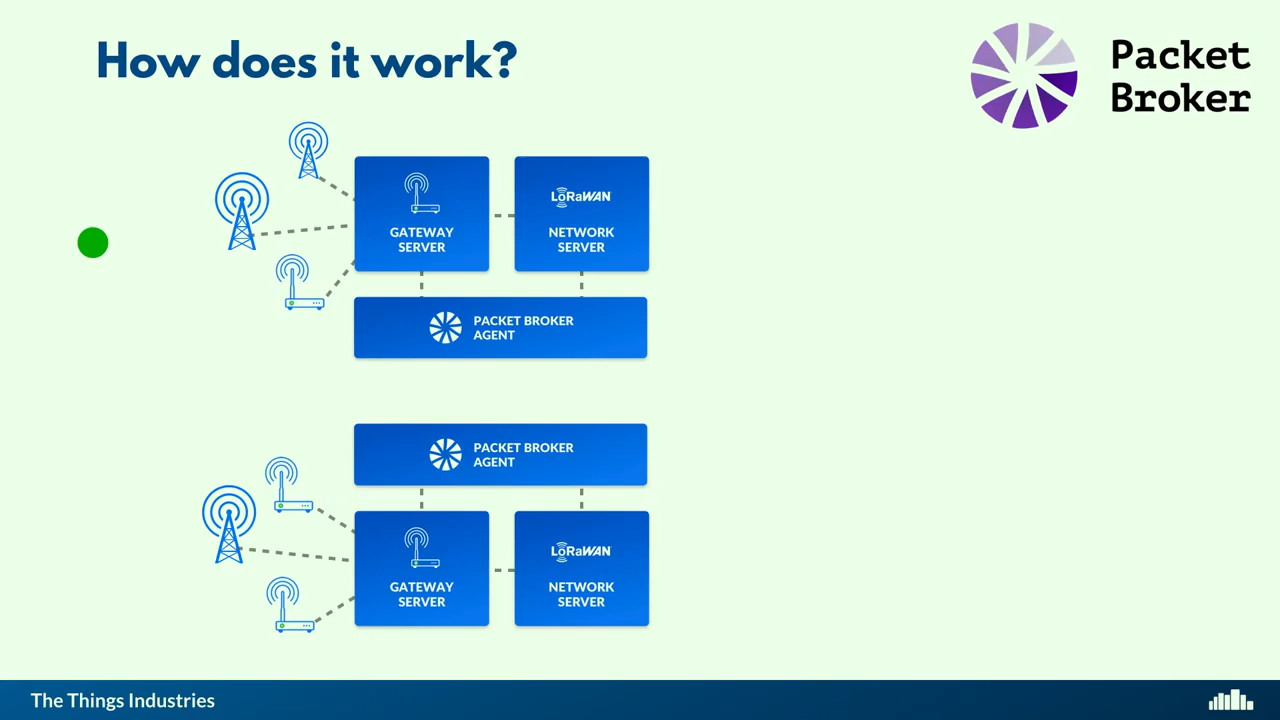 How does it work?
Packet
Broker
GATEWAY
SERVER
LoRaWAN
NETWORK
SERVER
PACKET BROKER
AGENT
PACKET BROKER
AGENT
GATEWAY
SERVER
LoRaWAN
NETWORK
SERVER
The Things Industries